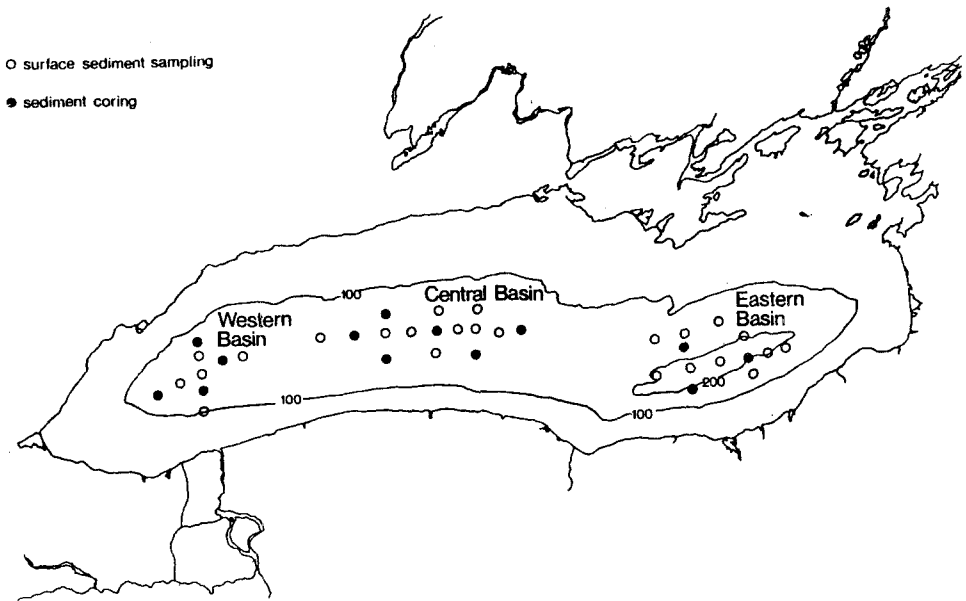 surface sediment sampling
sediment coring
100
Central Basin
Eastern
Basin
Western
Basin
200
100
100